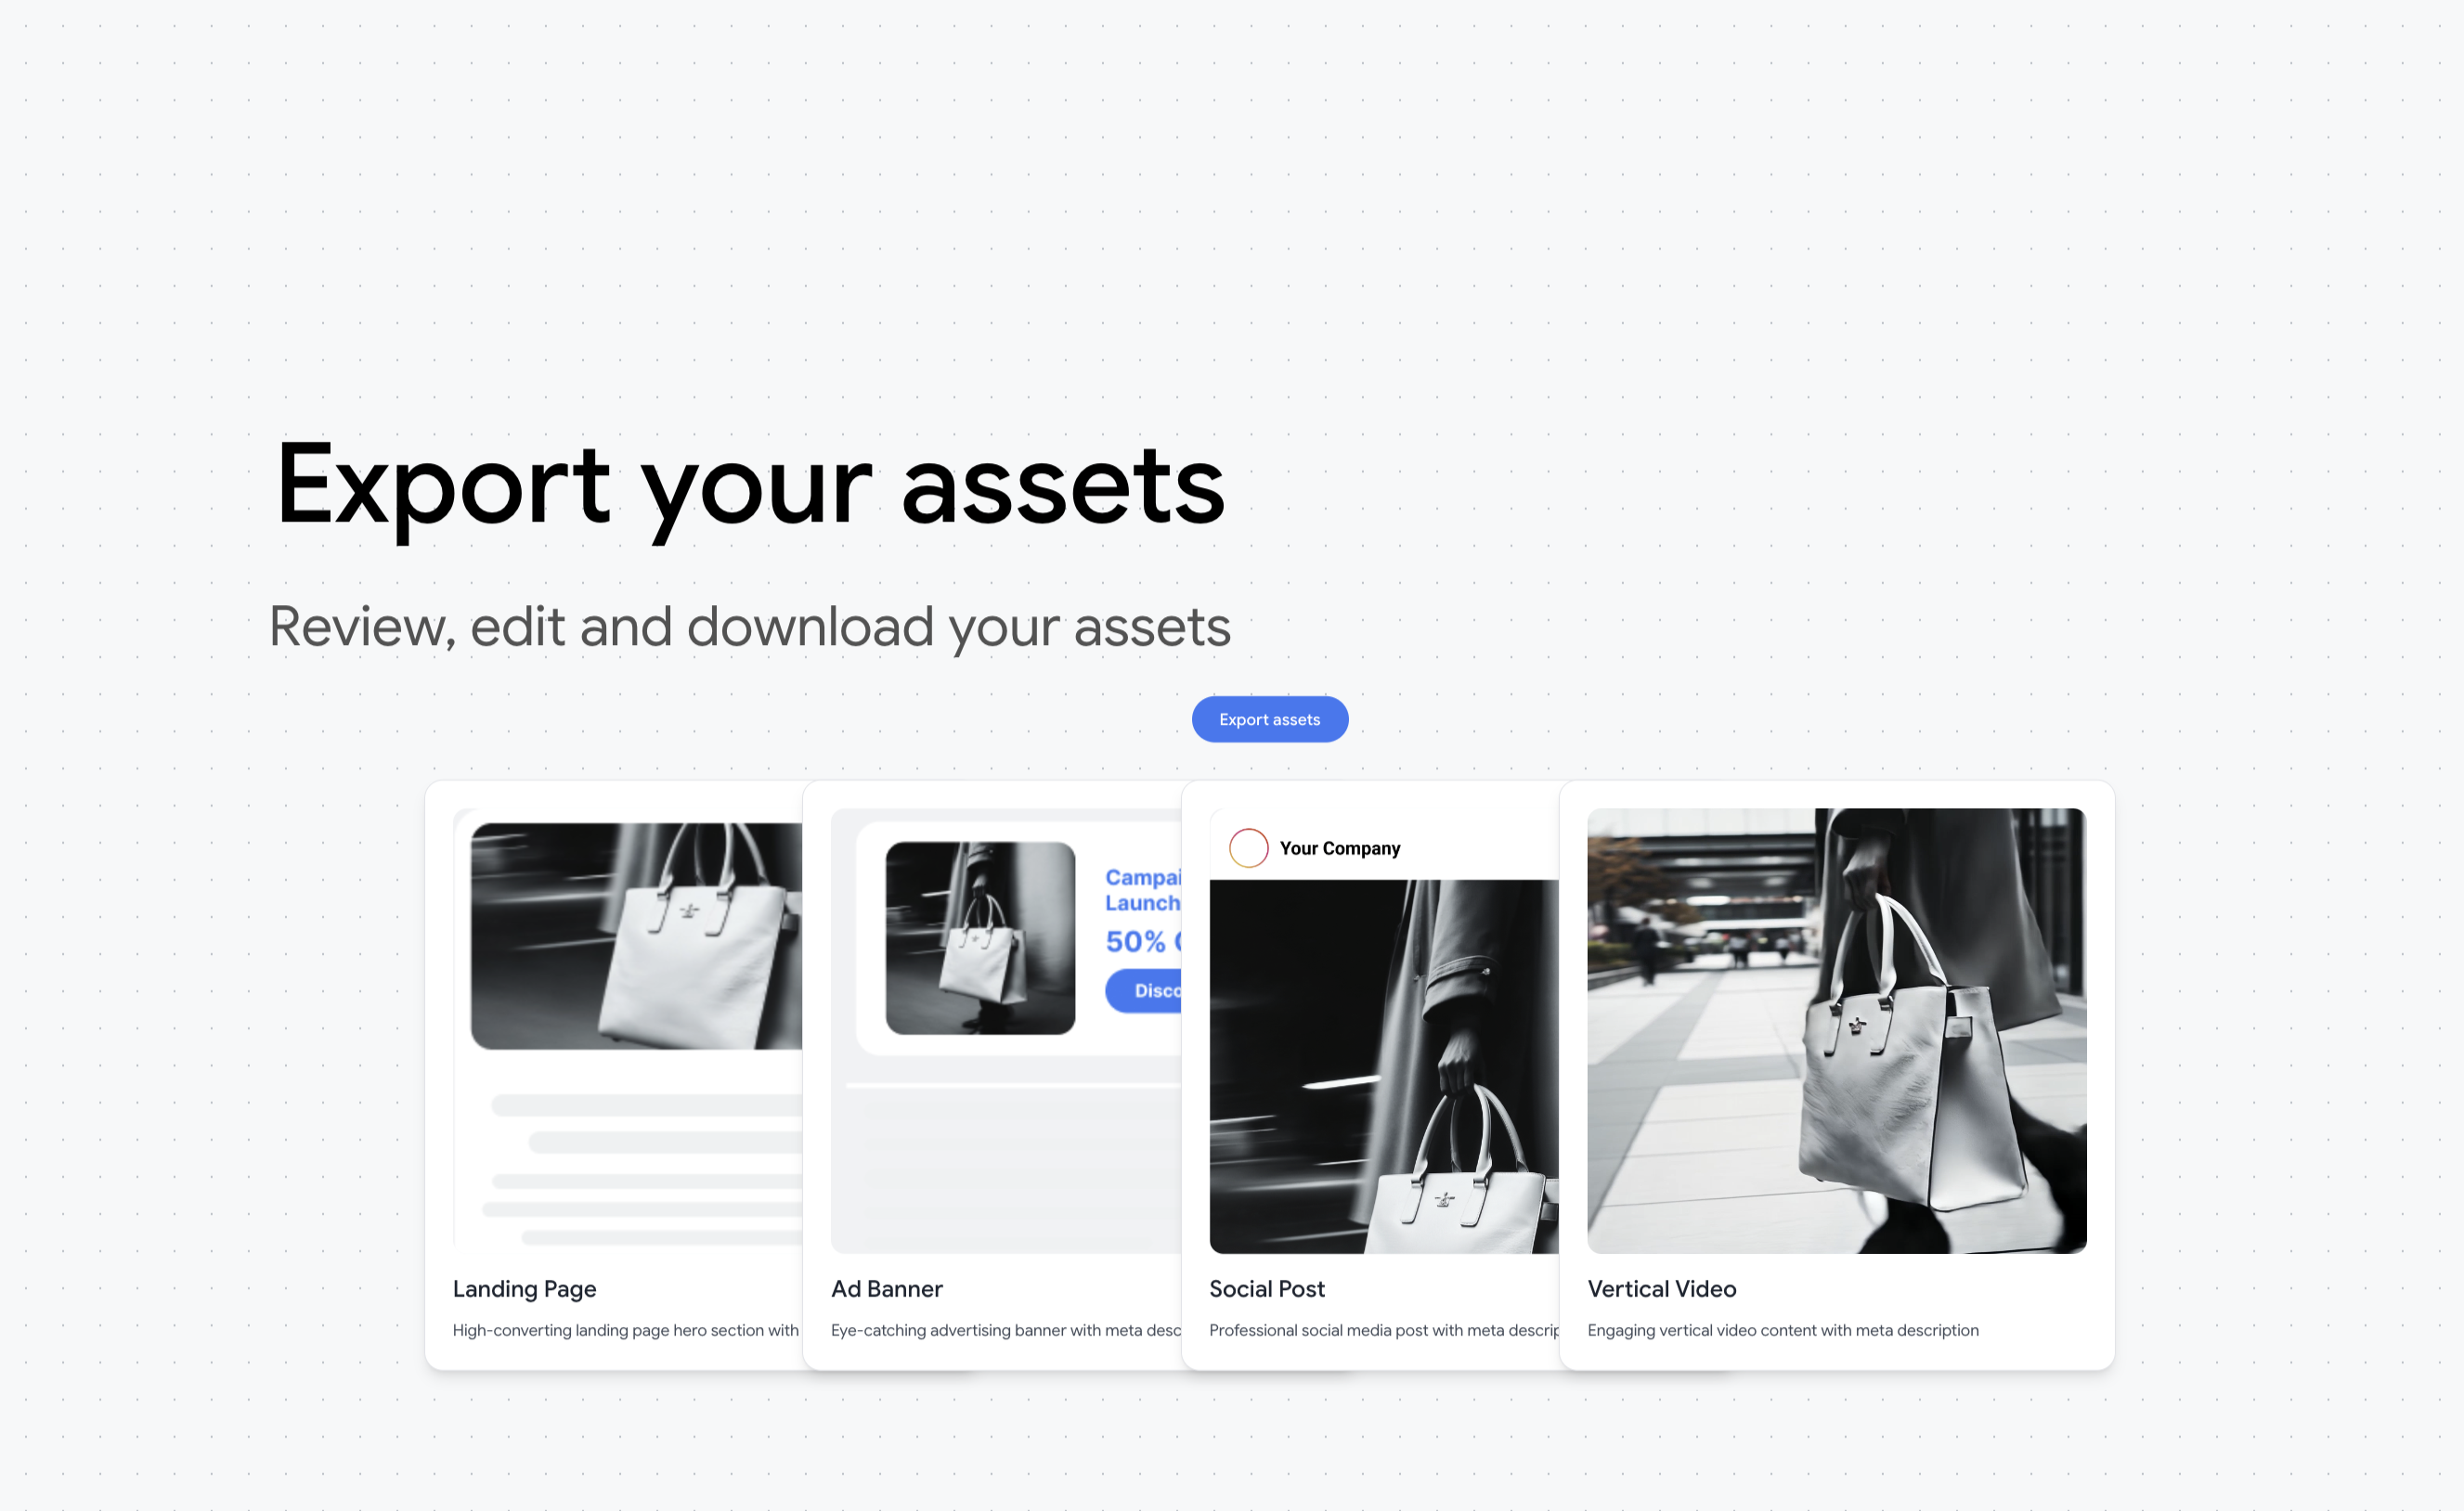 Export your assets
Review, edit and download your assets
Export assets
Landing Page
High-converting landing page hero section with
Campai
Launch
50%
Disco
Ad Banner
Eye-catching advertising banner with meta desc
Your Company
Social Post
Professional social media post with meta descrip
Vertical Video
Engaging vertical video content with meta description